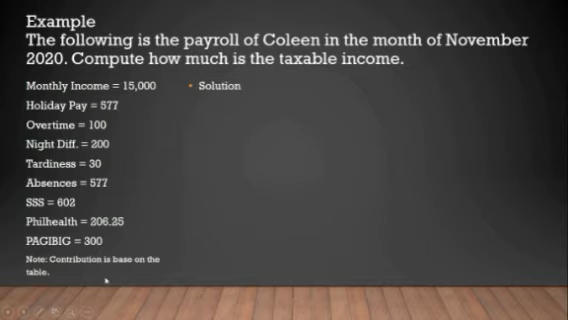 Example
The following is the payroll of Coleen in the month of November
2020. Compute how much is the taxable income.
Monthly Income = 15,000
Holiday Pay = 577
Overtime = 100
Night Diff. = 200
Tardiness = 30
Absences = 577
SSS = 602
Philhealth = 206.25
PAGIBIG = 300
Note: Contribution is base on the
table.
• Solution